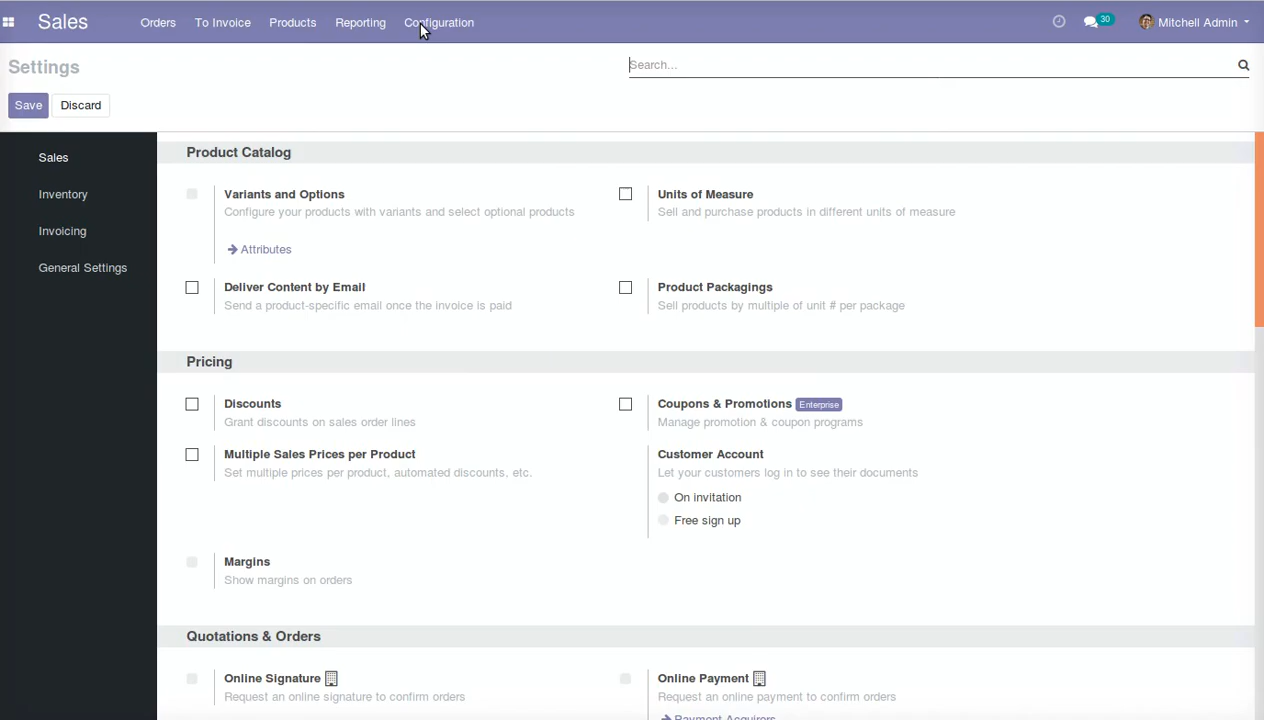 Sales Orders To Invoice Products Reporting Configuration 30 Mitchell Admin
Settings Search...
Save Discard
Sales
Inventory
Invoicing
General Settings
Product Catalog
Variants and Options
Configure your products with variants and select optional products
Attributes
Units of Measure
Sell and purchase products in different units of measure
Deliver Content by Email
Send a product-specific email once the invoice is paid
Product Packagings
Sell products by multiple of unit # per package
Pricing
Discounts
Grant discounts on sales order lines
Coupons & Promotions Enterprise
Manage promotion & coupon programs
Multiple Sales Prices per Product
Set multiple prices per product, automated discounts, etc.
Customer Account
Let your customers log in to see their documents
On invitation
Free sign up
Margins
Show margins on orders
Quotations & Orders
Online Signature
Request an online signature to confirm orders
Online Payment
Request an online payment to confirm orders
Payment Acquirers